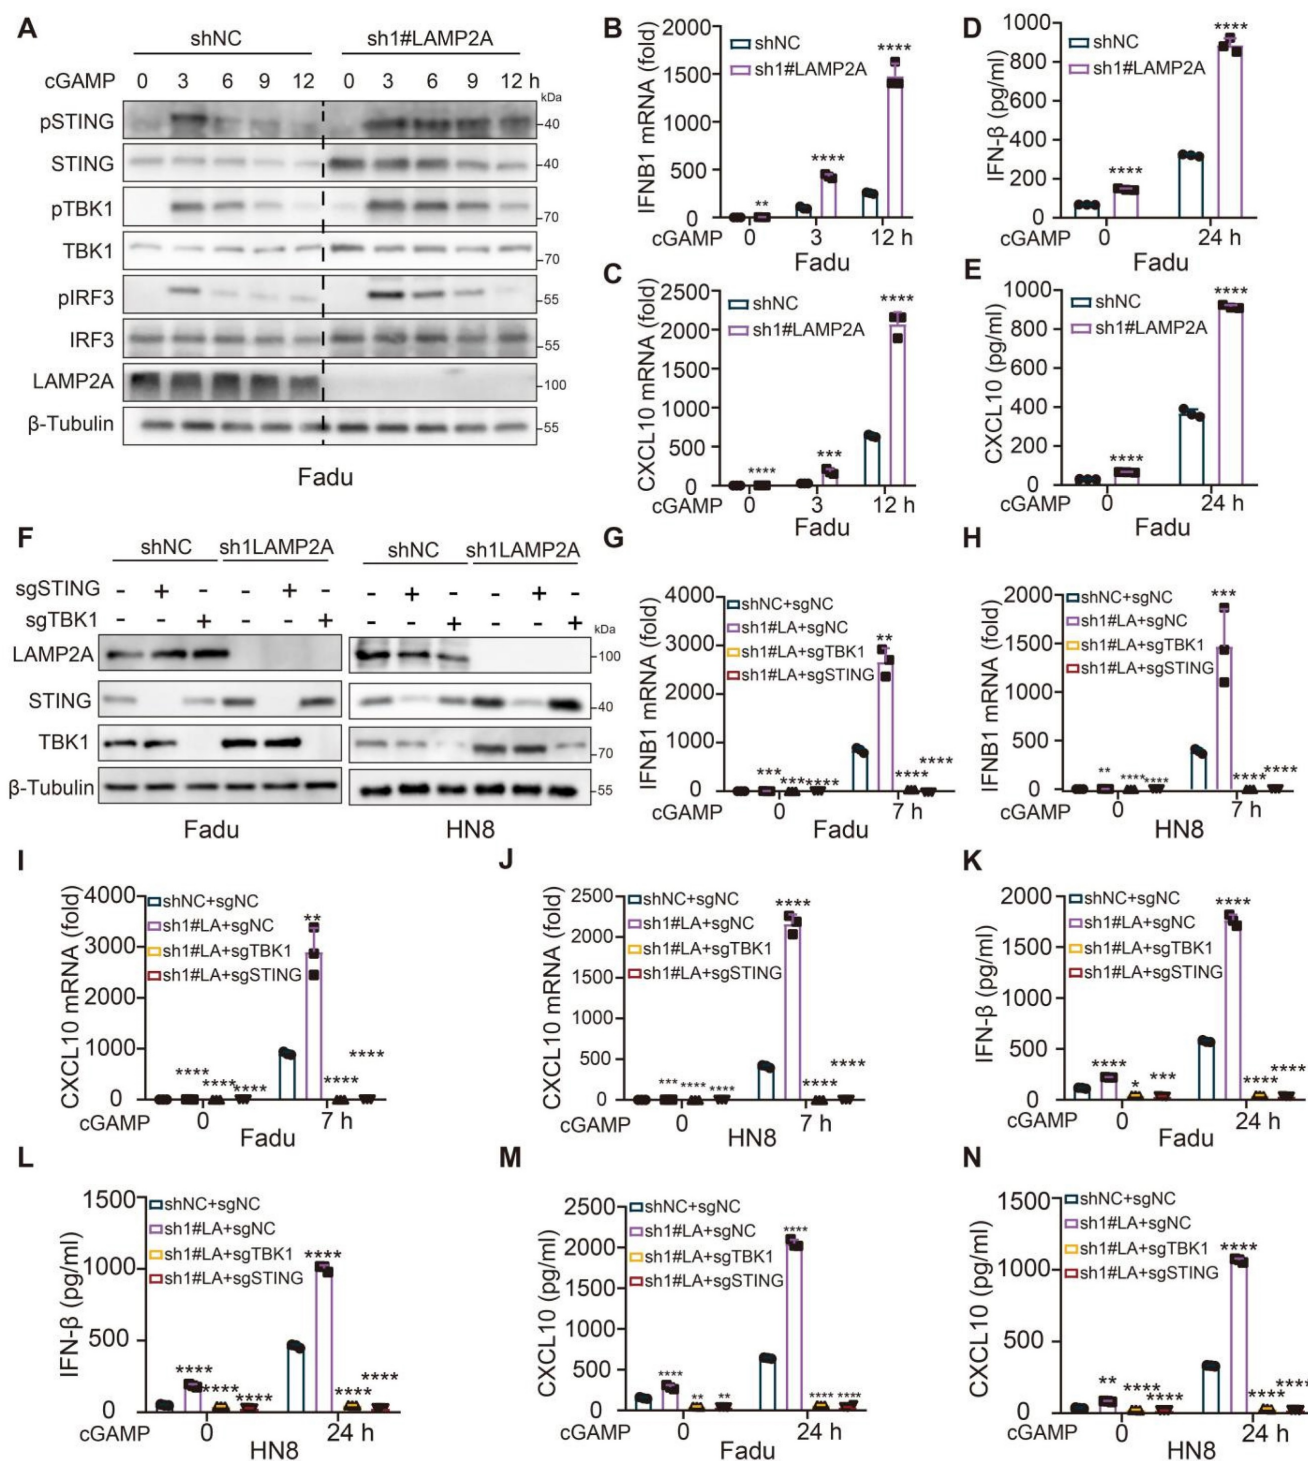 A
shNC sh1#LAMP2A
cGAMP 0 3 6 9 12 0 3 6 9 12 h
kDa
pSTING 40
STING 40
pTBK1 70
TBK1 70
pIRF3 55
IRF3 55
LAMP2A 100
β-Tubulin 55
Fadu
B
IFNB1 mRNA (fold)
2000
1500
1000
500
0
shNC
sh1#LAMP2A
** **** ****
cGAMP 0 3 12 h
Fadu
D
IFN-β (pg/ml)
1000
800
600
400
200
0
shNC
sh1#LAMP2A
**** ****
cGAMP 0 24 h
Fadu
C
CXCL10 mRNA (fold)
2500
2000
1500
1000
500
0
shNC
sh1#LAMP2A
**** *** ****
cGAMP 0 3 12 h
Fadu
E
CXCL10 (pg/ml)
1000
800
600
400
200
0
shNC
sh1#LAMP2A
**** ****
cGAMP 0 24 h
Fadu
F
shNC sh1LAMP2A shNC sh1LAMP2A
sgSTING - + - - + - - + - - + -
sgTBK1 - - + - - + - - + - - +
kDa
LAMP2A 100
STING 40
TBK1 70
β-Tubulin 55
Fadu HN8
G
IFNB1 mRNA (fold)
4000
3000
2000
1000
0
shNC+sgNC
sh1#LA+sgNC
sh1#LA+sgTBK1
sh1#LA+sgSTING
*** *** **** ** **** ****
cGAMP 0 7 h
Fadu
H
IFNB1 mRNA (fold)
2000
1500
1000
500
0
shNC+sgNC
sh1#LA+sgNC
sh1#LA+sgTBK1
sh1#LA+sgSTING
** **** **** *** **** ****
cGAMP 0 7 h
HN8
I
CXCL10 mRNA (fold)
4000
3000
2000
1000
0
shNC+sgNC
sh1#LA+sgNC
sh1#LA+sgTBK1
sh1#LA+sgSTING
**** **** **** ** **** ****
cGAMP 0 7 h
Fadu
J
CXCL10 mRNA (fold)
2500
2000
1500
1000
500
0
shNC+sgNC
sh1#LA+sgNC
sh1#LA+sgTBK1
sh1#LA+sgSTING
*** **** **** **** **** ****
cGAMP 0 7 h
HN8
K
IFN-β (pg/ml)
2000
1500
1000
500
0
shNC+sgNC
sh1#LA+sgNC
sh1#LA+sgTBK1
sh1#LA+sgSTING
**** * *** **** **** ****
cGAMP 0 24 h
Fadu
L
IFN-β (pg/ml)
1500
1000
500
0
shNC+sgNC
sh1#LA+sgNC
sh1#LA+sgTBK1
sh1#LA+sgSTING
**** **** **** **** **** ****
cGAMP 0 24 h
HN8
M
CXCL10 (pg/ml)
2500
2000
1500
1000
500
0
shNC+sgNC
sh1#LA+sgNC
sh1#LA+sgTBK1
sh1#LA+sgSTING
**** ** ** **** **** ****
cGAMP 0 24 h
Fadu
N
CXCL10 (pg/ml)
1500
1000
500
0
shNC+sgNC
sh1#LA+sgNC
sh1#LA+sgTBK1
sh1#LA+sgSTING
** **** **** **** **** ****
cGAMP 0 24 h
HN8